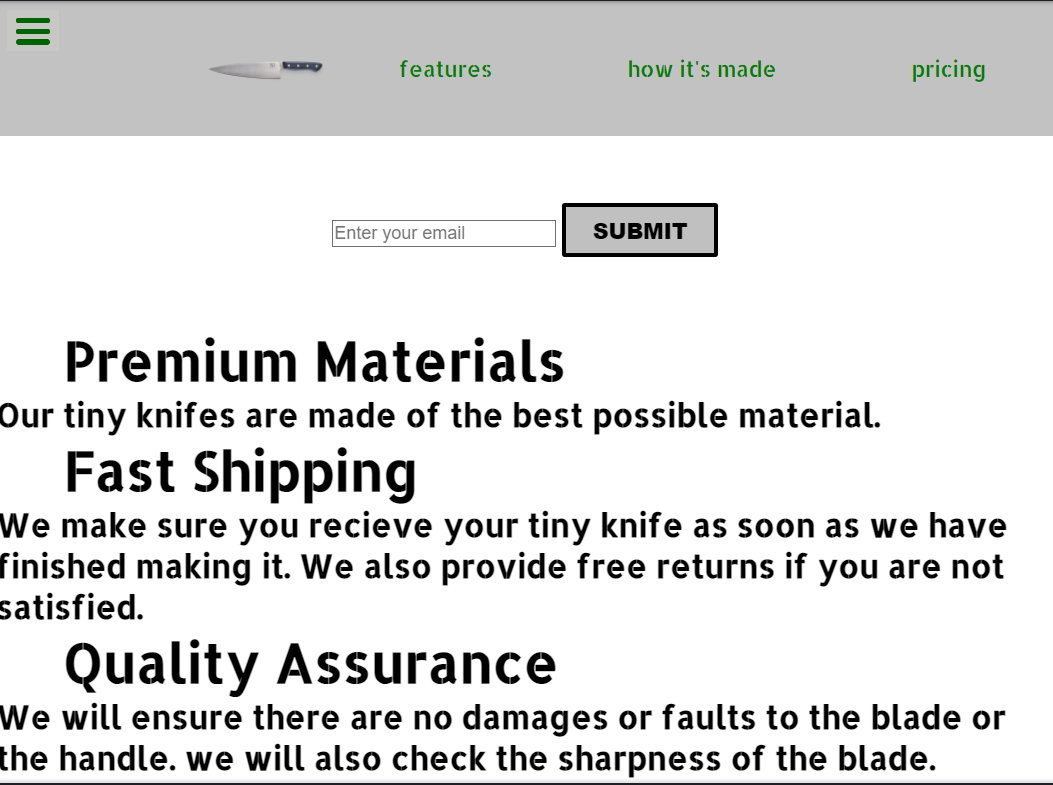 features how it's made pricing
Enter your email SUBMIT
Premium Materials
Our tiny knifes are made of the best possible material.
Fast Shipping
We make sure you recieve your tiny knife as soon as we have
finished making it. We also provide free returns if you are not
satisfied.
Quality Assurance
We will ensure there are no damages or faults to the blade or
the handle. we will also check the sharpness of the blade.